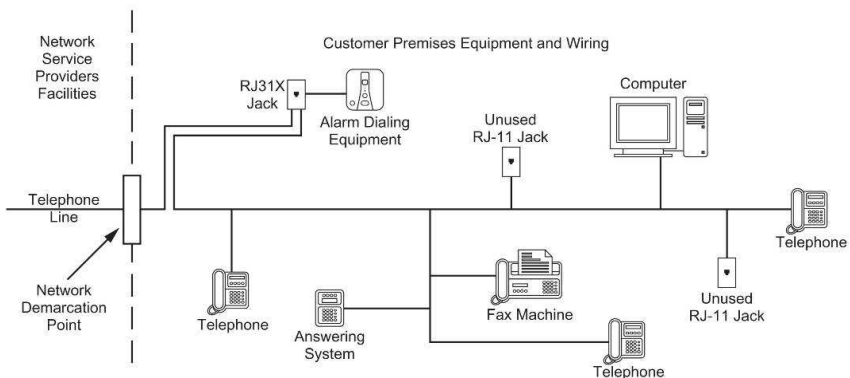 Network
Service
Providers
Facilities
Customer Premises Equipment and Wiring
RJ31X
Jack
Alarm Dialing
Equipment
Unused
RJ-11 Jack
Computer
Telephone
Line
Network
Demarcation
Point
Telephone
Answering
System
Fax Machine
Telephone
Unused
RJ-11 Jack
Telephone